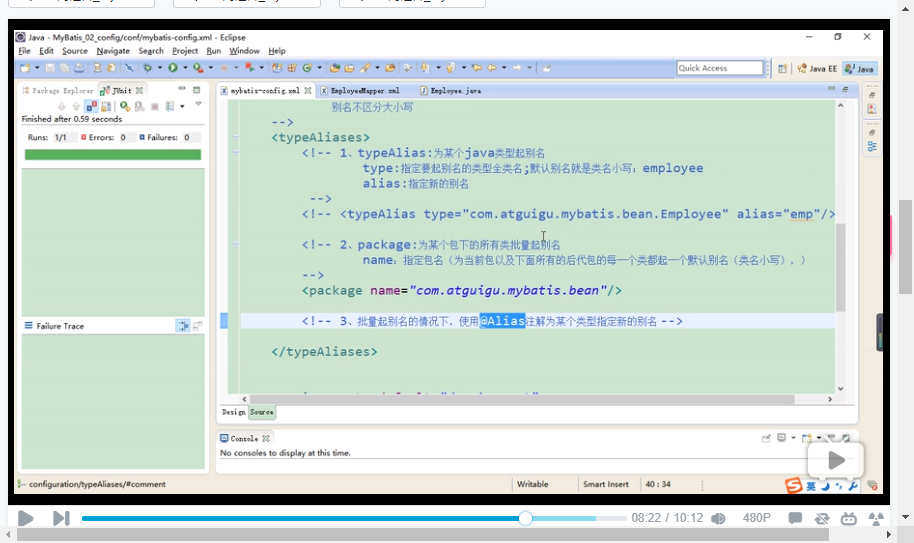 Java - MyBatis_02_config/conf/mybatis-config.xml - Eclipse
File Edit Source Navigate Search Project Run Window Help
Quick Access
Java EE
Java
Package Explorer
JUnit
mybatis-config.xml
EmployeeMapper.xml
Employee.java
Finished after 0.59 seconds
Runs: 1/1
Errors: 0
Failures: 0
别名不区分大小写
-->
<typeAliases>
<!-- 1、typeAlias:为某个java类型起别名
type:指定要起别名的类型全类名;默认别名就是类名小写；employee
alias:指定新的别名
-->
<!-- <typeAlias type="com.atguigu.mybatis.bean.Employee" alias="emp"/>
<!-- 2、package:为某个包下的所有类批量起别名
name：指定包名（为当前包以及下面所有的后代包的每一个类都起一个默认别名（类名小写），）
-->
<package name="com.atguigu.mybatis.bean"/>
<!-- 3、批量起别名的情况下，使用@Alias注解为某个类型指定新的别名 -->
</typeAliases>
Failure Trace
Design
Source
Console
No consoles to display at this time.
configuration/typeAliases/#comment
Writable
Smart Insert
40 : 34
英
08:22 / 10:12
480P